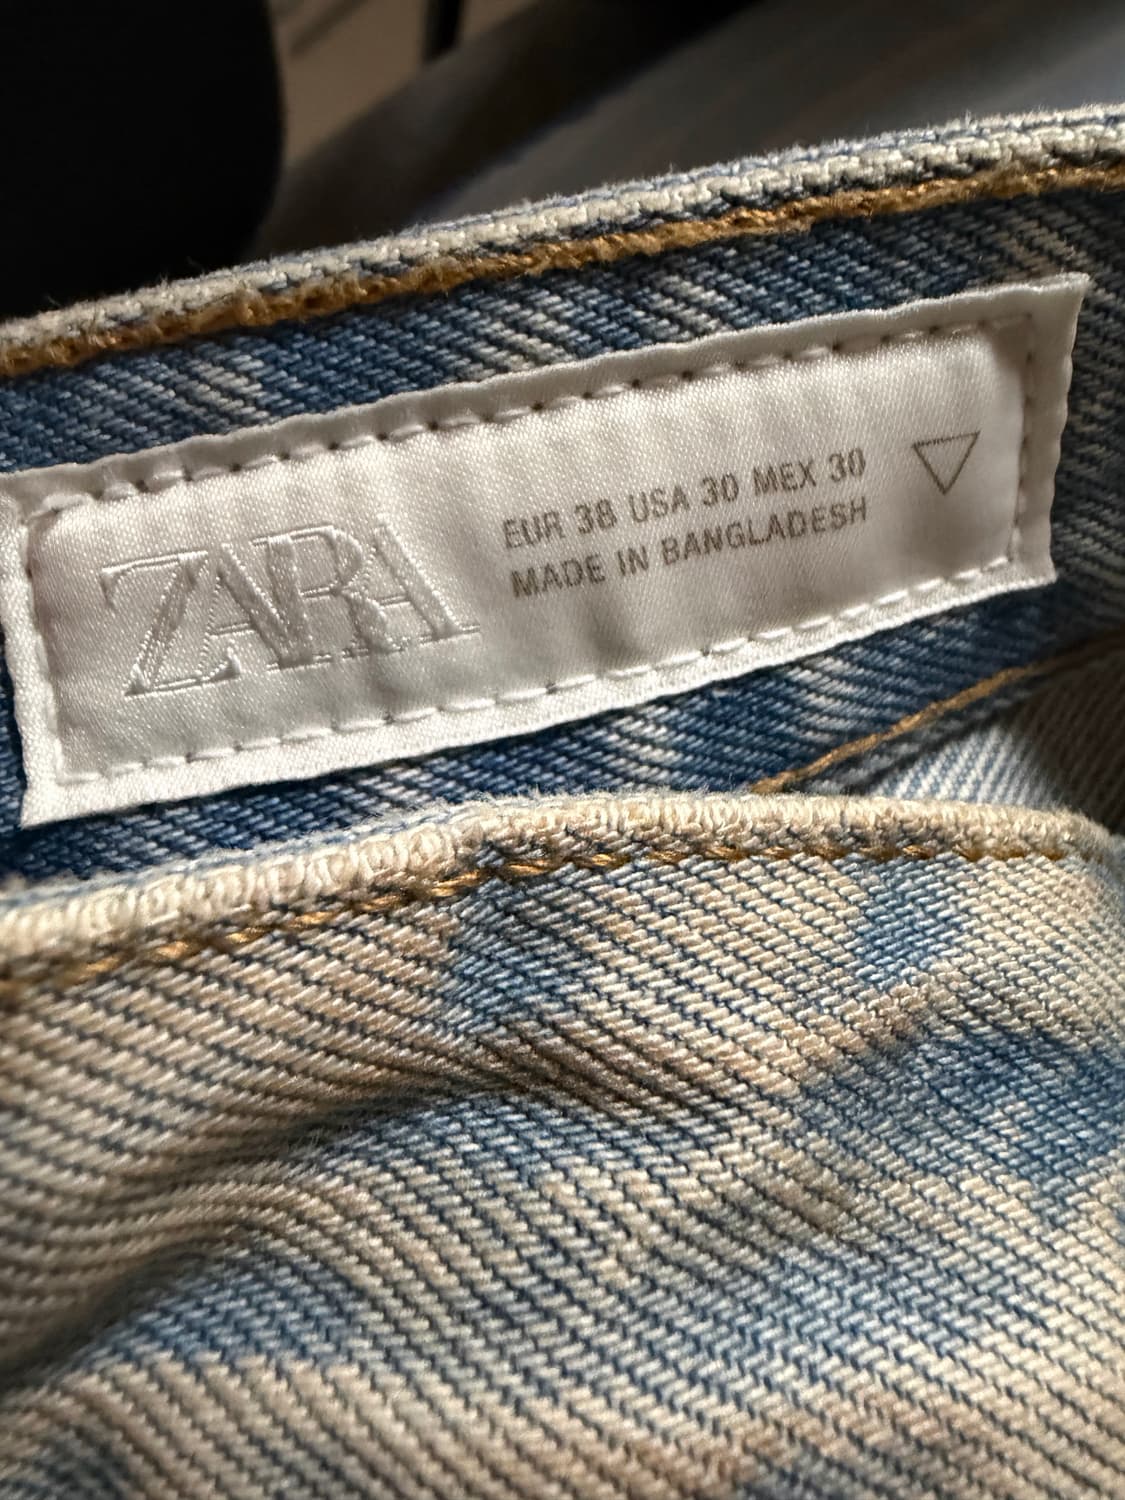 ZARA
EUR 38 USA 30 MEX 30
MADE IN BANGLADESH